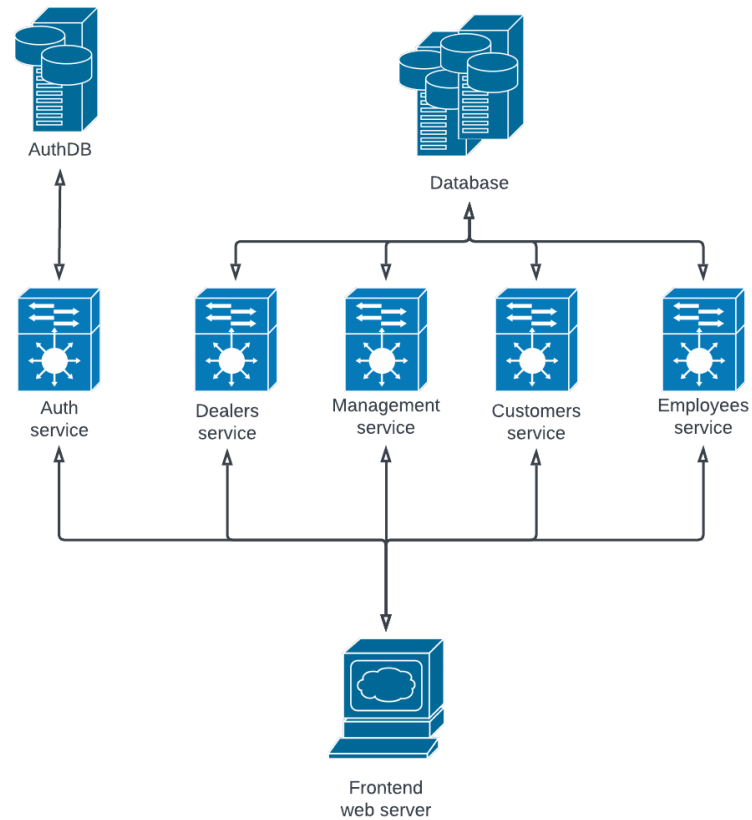 AuthDB
Database
Auth
service
Dealers
service
Management
service
Customers
service
Employees
service
Frontend
web server